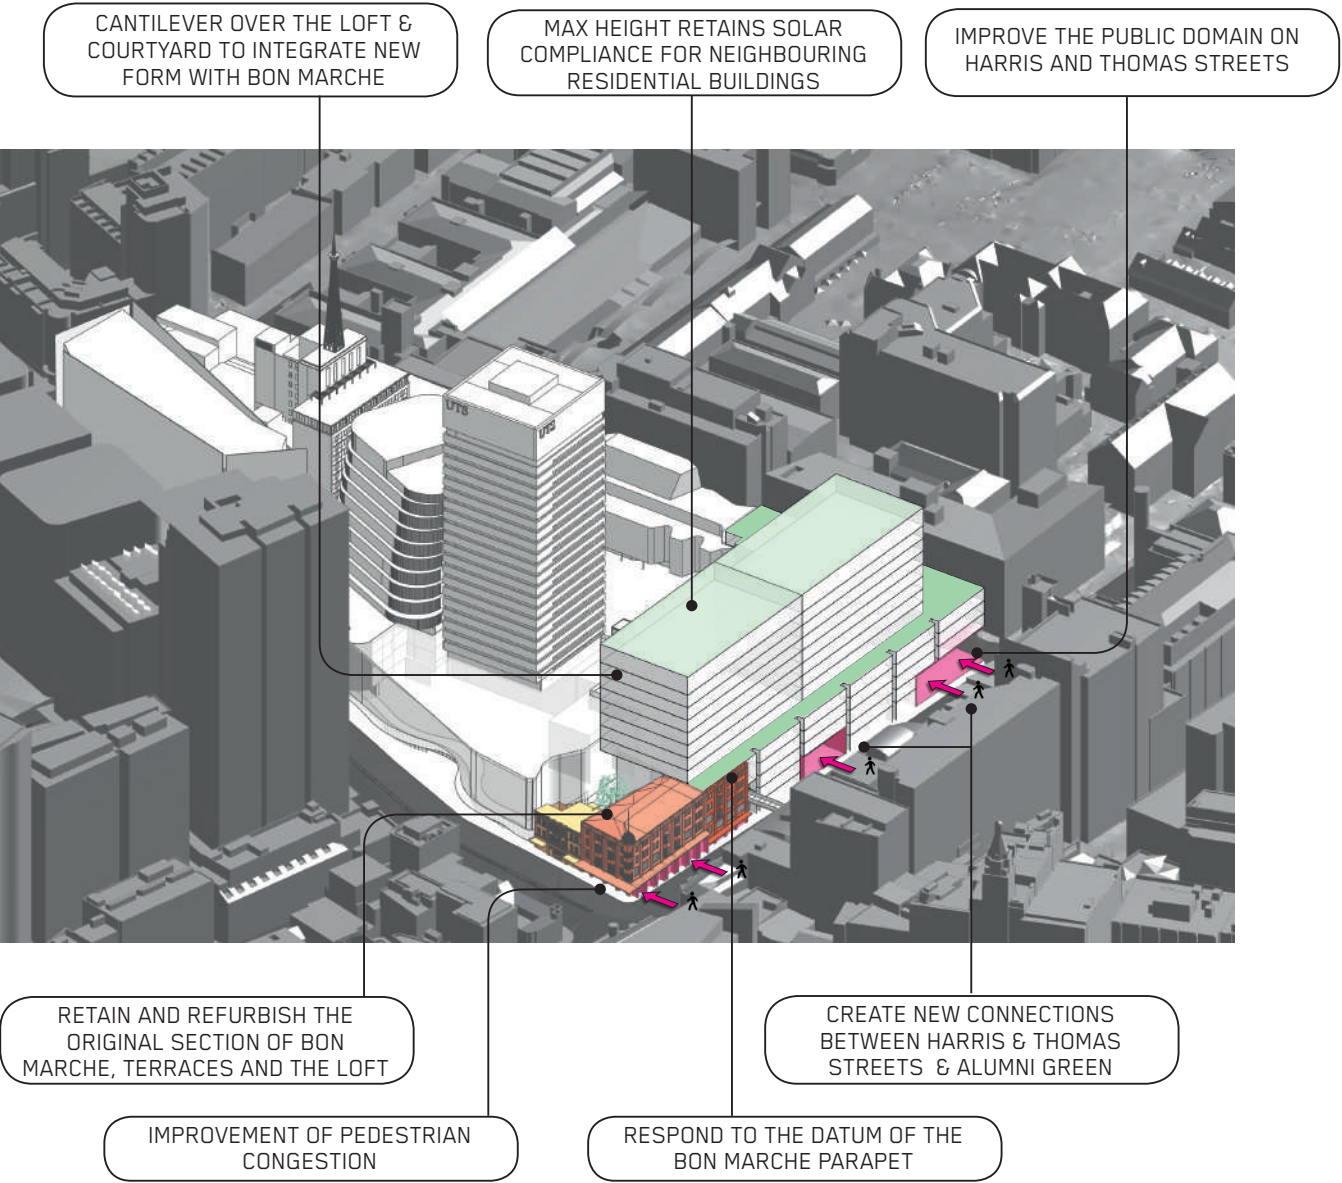 CANTILEVER OVER THE LOFT &
COURTYARD TO INTEGRATE NEW
FORM WITH BON MARCHE
MAX HEIGHT RETAINS SOLAR
COMPLIANCE FOR NEIGHBOURING
RESIDENTIAL BUILDINGS
IMPROVE THE PUBLIC DOMAIN ON
HARRIS AND THOMAS STREETS
UTS
UTS
RETAIN AND REFURBISH THE
ORIGINAL SECTION OF BON
MARCHE, TERRACES AND THE LOFT
CREATE NEW CONNECTIONS
BETWEEN HARRIS & THOMAS
STREETS & ALUMNI GREEN
IMPROVEMENT OF PEDESTRIAN
CONGESTION
RESPOND TO THE DATUM OF THE
BON MARCHE PARAPET